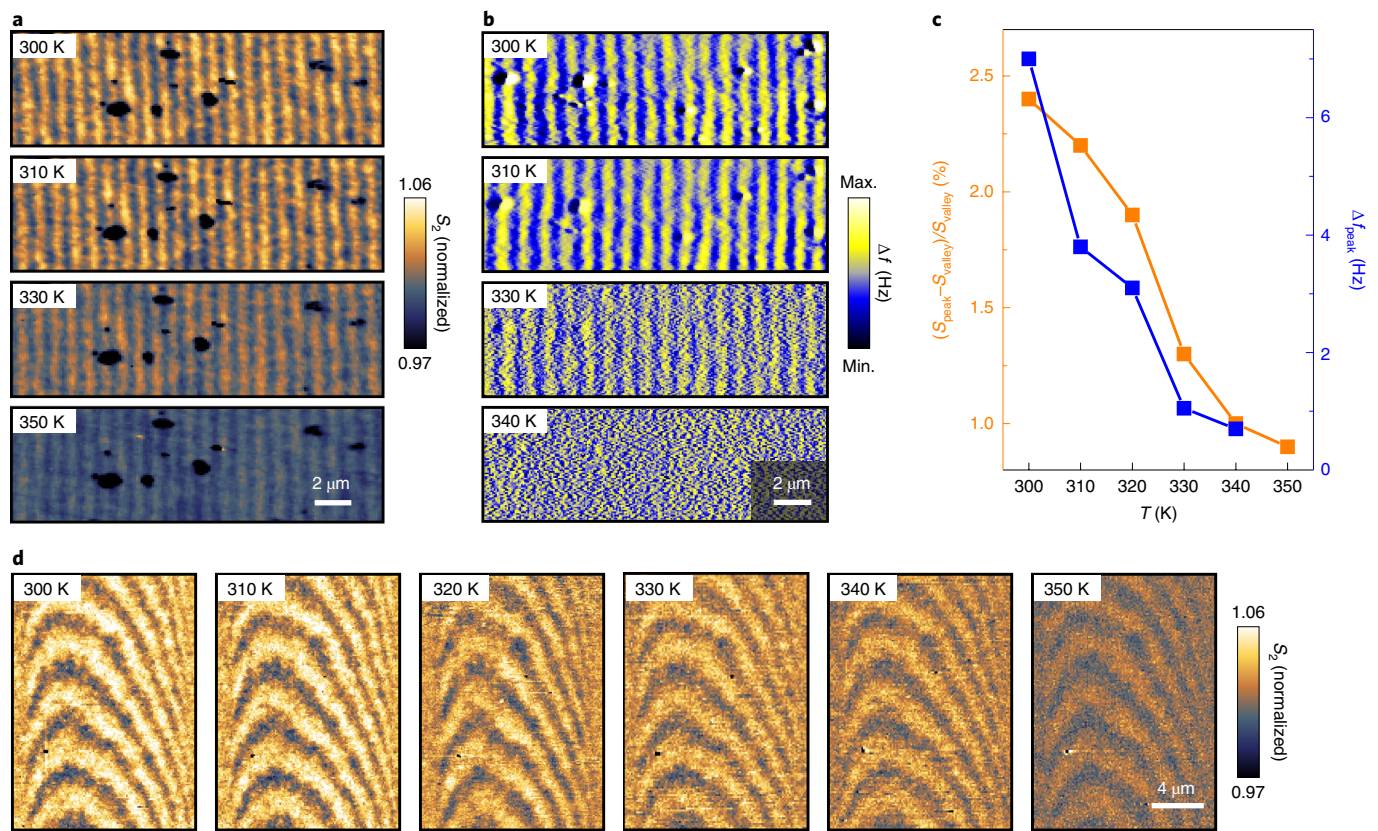 a
300 K
310 K
330 K
350 K
2 μm
1.06
S2 (normalized)
0.97
b
300 K
310 K
330 K
340 K
2 μm
Max.
Δf (Hz)
Min.
c
(Speak–Svalley)/Svalley (%)
2.5
2.0
1.5
1.0
6
4
2
0
Δfpeak (Hz)
300 310 320 330 340 350
T (K)
d
300 K
310 K
320 K
330 K
340 K
350 K
4 μm
1.06
S2 (normalized)
0.97